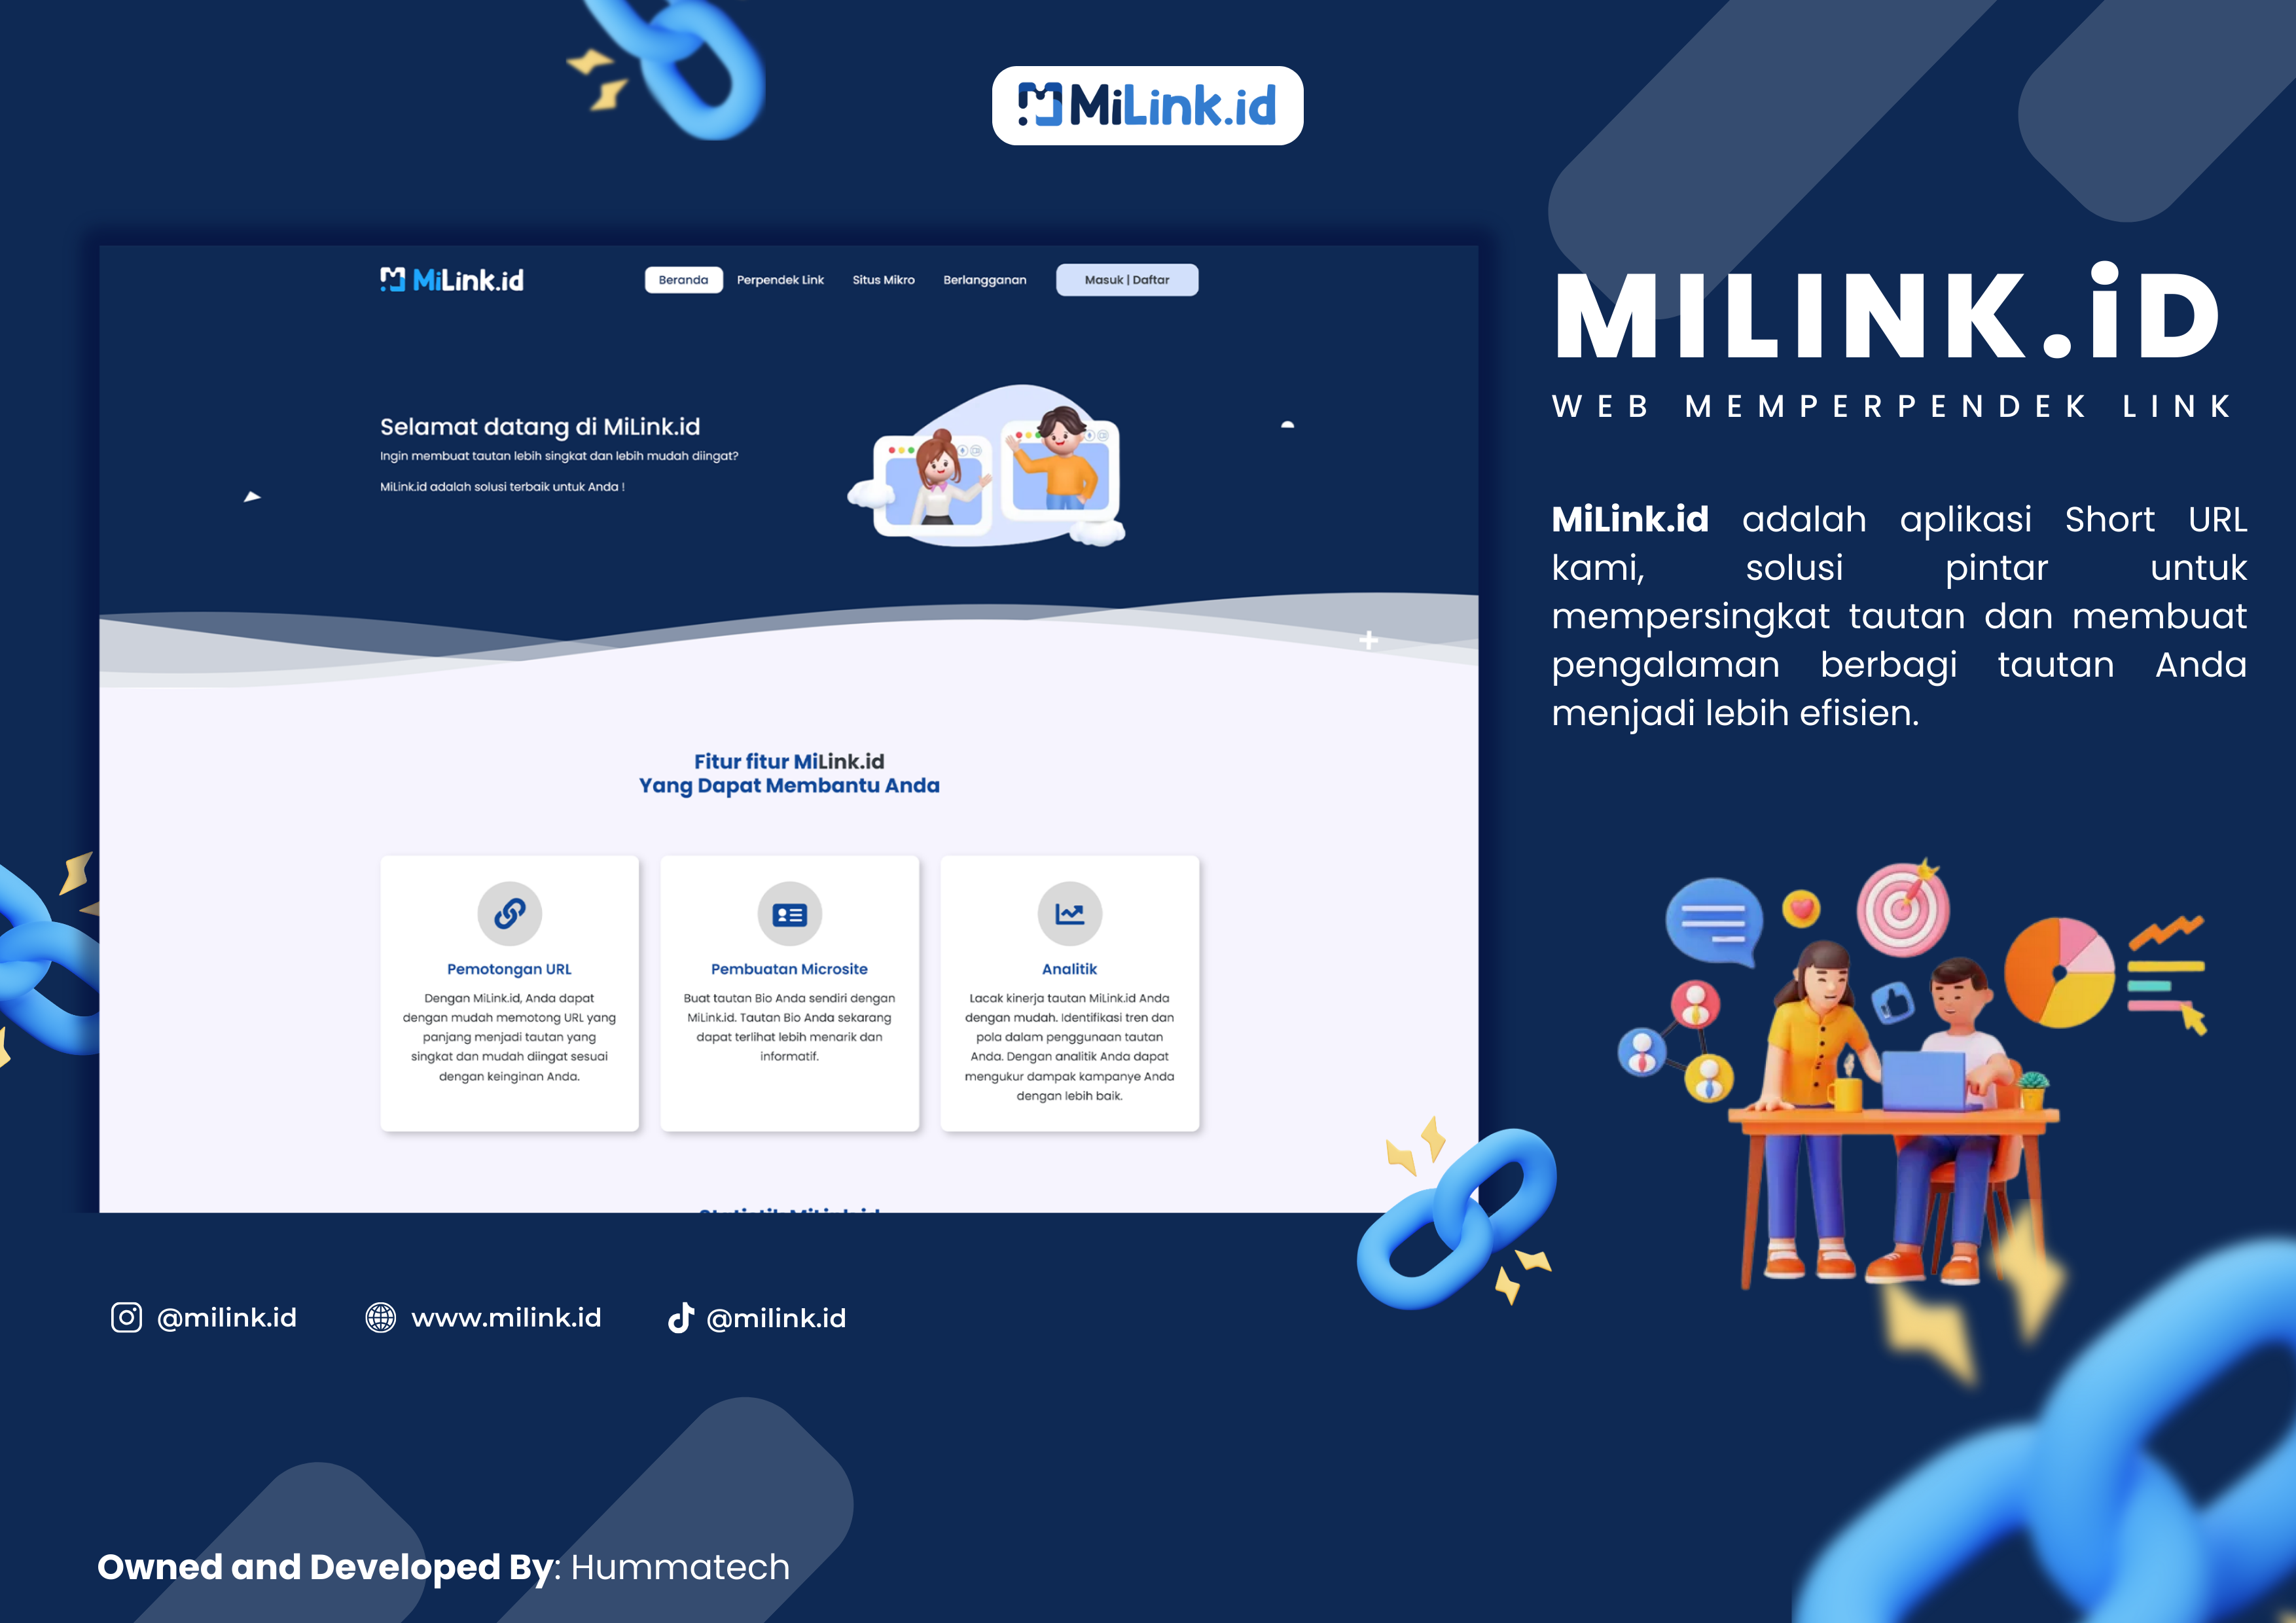 MiLink.id
MiLink.id
Beranda
Perpendek Link
Situs Mikro
Berlangganan
Masuk | Daftar
Selamat datang di MiLink.id
Ingin membuat tautan lebih singkat dan lebih mudah diingat?
MiLink.id adalah solusi terbaik untuk Anda !
Fitur fitur MiLink.id
Yang Dapat Membantu Anda
Pemotongan URL
Dengan MiLink.id, Anda dapat
dengan mudah memotong URL yang
panjang menjadi tautan yang
singkat dan mudah diingat sesuai
dengan keinginan Anda.
Pembuatan Microsite
Buat tautan Bio Anda sendiri dengan
MiLink.id. Tautan Bio Anda sekarang
dapat terlihat lebih menarik dan
informatif.
Analitik
Lacak kinerja tautan MiLink.id Anda
dengan mudah. Identifikasi tren dan
pola dalam penggunaan tautan
Anda. Dengan analitik Anda dapat
mengukur dampak kampanye Anda
dengan lebih baik.
MILINK.iD
WEB MEMPERPENDEK LINK
MiLink.id adalah aplikasi Short URL
kami, solusi pintar untuk
mempersingkat tautan dan membuat
pengalaman berbagi tautan Anda
menjadi lebih efisien.
@milink.id
www.milink.id
@milink.id
Owned and Developed By: Hummatech